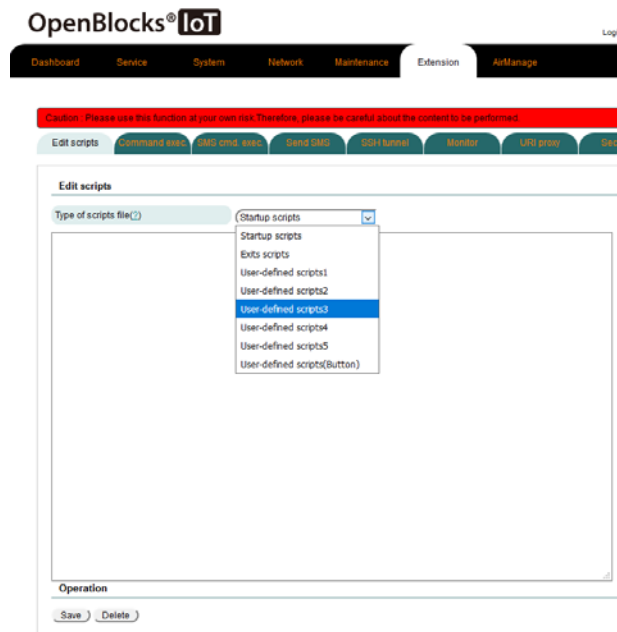 OpenBlocks® IoT
Dashboard Service System Network Maintenance Extension AirManage
Caution : Please use this function at your own risk.Therefore, please be careful about the content to be performed.
Edit scripts Command exec. SMS cmd. exec. Send SMS SSH tunnel Monitor URI proxy
Edit scripts
Type of scripts file(?) Startup scripts
Startup scripts
Exits scripts
User-defined scripts1
User-defined scripts2
User-defined scripts3
User-defined scripts4
User-defined scripts5
User-defined scripts(Button)
Operation
Save Delete